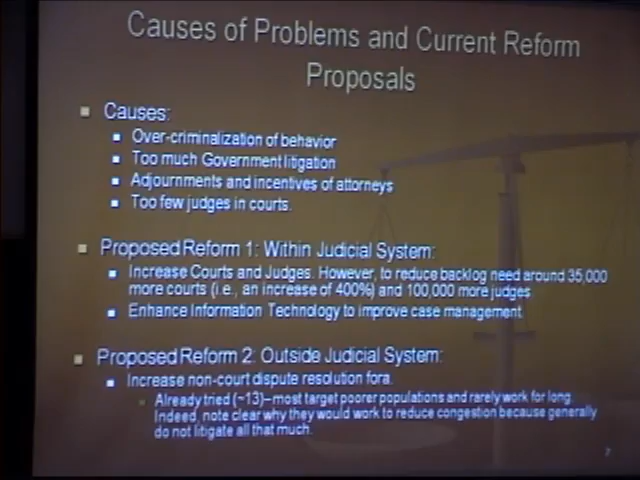 Causes of Problems and Current Reform
Proposals
Causes:
Over-criminalization of behavior
Too much Government litigation
Adjournments and incentives of attorneys
Too few judges in courts.
Proposed Reform 1: Within Judicial System:
Increase Courts and Judges. However, to reduce backlog need around 35,000
more courts (i.e., an increase of 400%) and 100,000 more judges
Enhance Information Technology to improve case management
Proposed Reform 2: Outside Judicial System:
Increase non-court dispute resolution fora.
Already tried (~13)–most target poorer populations and rarely work for long.
Indeed, note clear why they would work to reduce congestion because generally
do not litigate all that much.
7